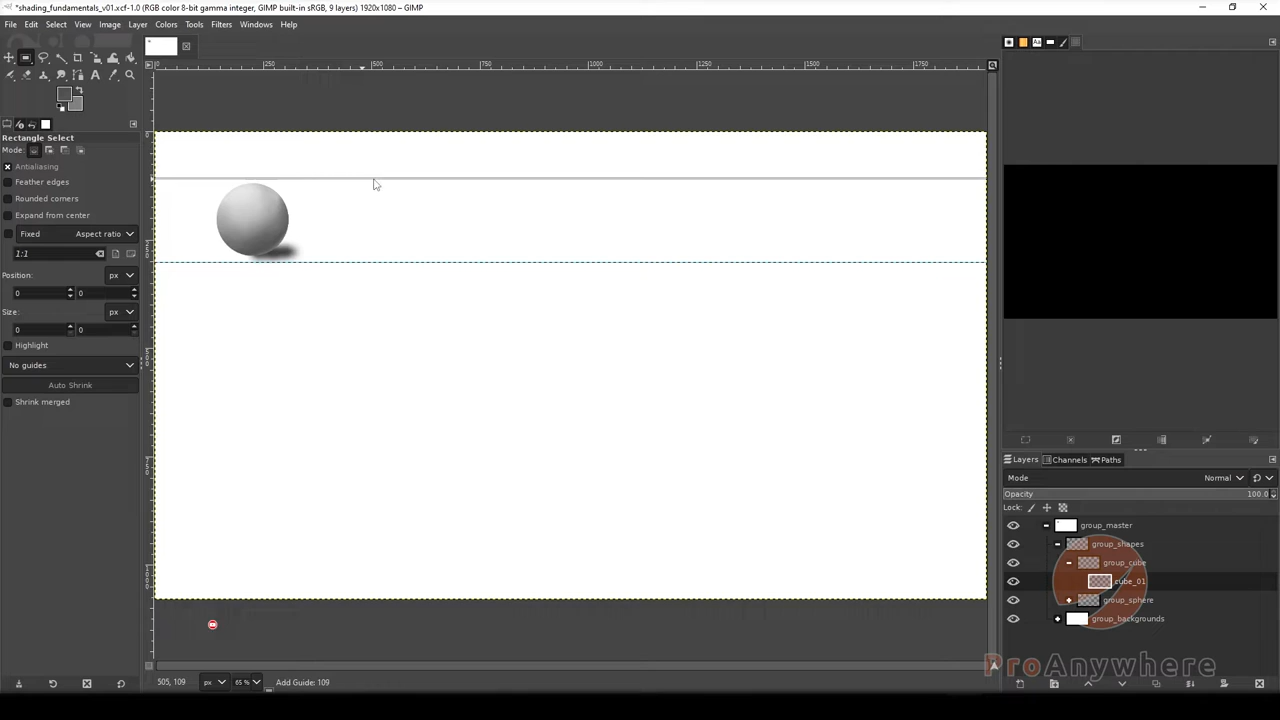 *shading_fundamentals_v01.xcf-1.0 (RGB color 8-bit gamma integer, GIMP built-in sRGB, 9 layers) 1920x1080 – GIMP
File Edit Select View Image Layer Colors Tools Filters Windows Help
0 250 500 750 1000 1250 1500 1750
Rectangle Select
Mode:
Antialiasing
Feather edges
Rounded corners
Expand from center
Fixed Aspect ratio
1:1
Position: px
0 0
Size: px
0 0
Highlight
No guides
Auto Shrink
Shrink merged
Layers Channels Paths
Mode Normal
Opacity 100.0
Lock:
group_master
group_shapes
group_cube
cube_01
group_sphere
group_backgrounds
ProAnywhere
505, 109 px 65 % Add Guide: 109